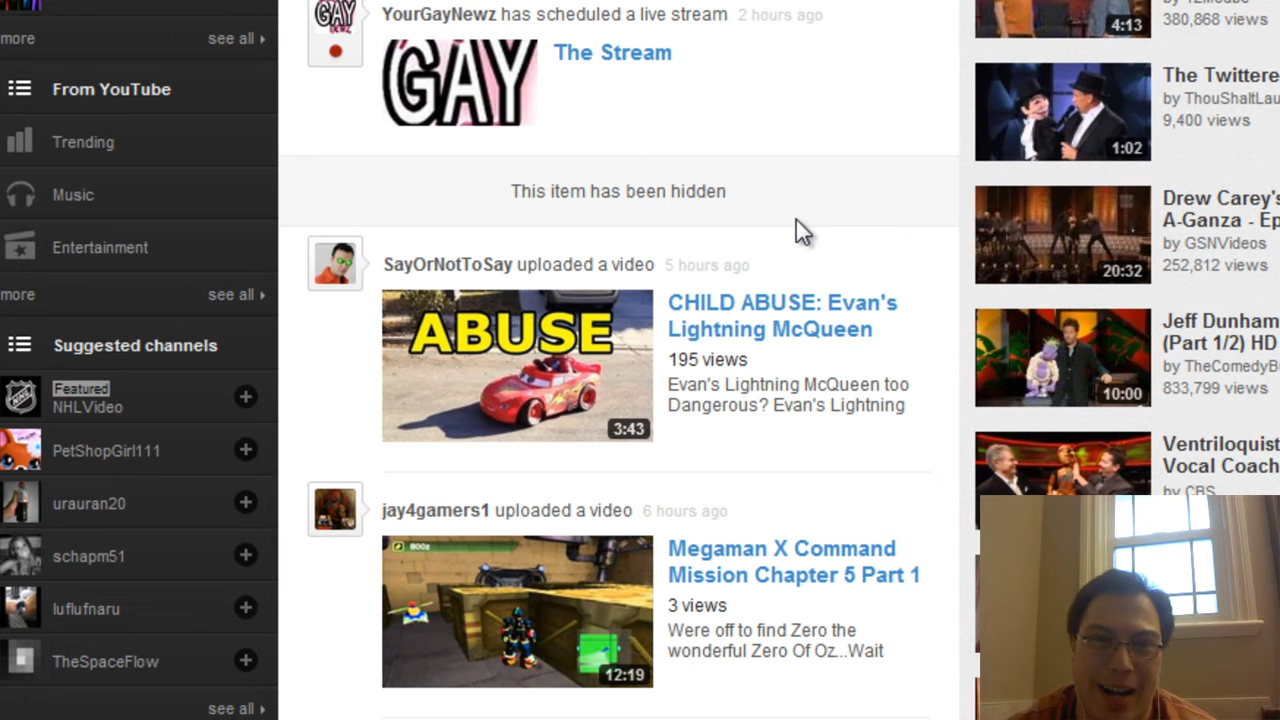 more
see all
From YouTube
Trending
Music
Entertainment
more
see all
Suggested channels
Featured
NHLVideo
PetShopGirl111
urauran20
schapm51
luflufnaru
TheSpaceFlow
see all
GAY
YourGayNewz has scheduled a live stream 2 hours ago
GAY
The Stream
This item has been hidden
SayOrNotToSay uploaded a video 5 hours ago
ABUSE
3:43
CHILD ABUSE: Evan's
Lightning McQueen
195 views
Evan's Lightning McQueen too
Dangerous? Evan's Lightning
jay4gamers1 uploaded a video 6 hours ago
12:19
Megaman X Command
Mission Chapter 5 Part 1
3 views
Were off to find Zero the
wonderful Zero Of Oz...Wait
4:13
380,868 views
1:02
The Twittere
by ThouShaltLau
9,400 views
20:32
Drew Carey's
A-Ganza - Ep
by GSNVideos
252,812 views
10:00
Jeff Dunham
(Part 1/2) HD
by TheComedyB
833,799 views
Ventriloquist
Vocal Coach
by CBS